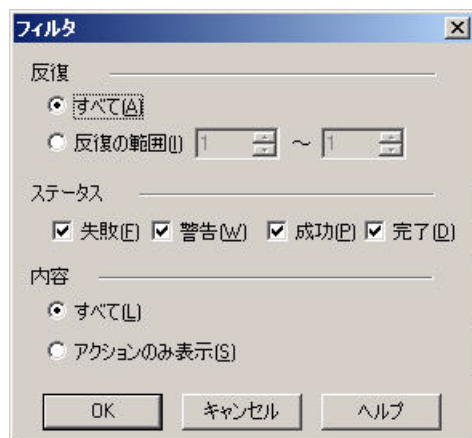 フィルタ
反復
すべて(A)
反復の範囲(I) 1 ～ 1
ステータス
失敗(F) 警告(W) 成功(P) 完了(D)
内容
すべて(L)
アクションのみ表示(S)
OK キャンセル ヘルプ